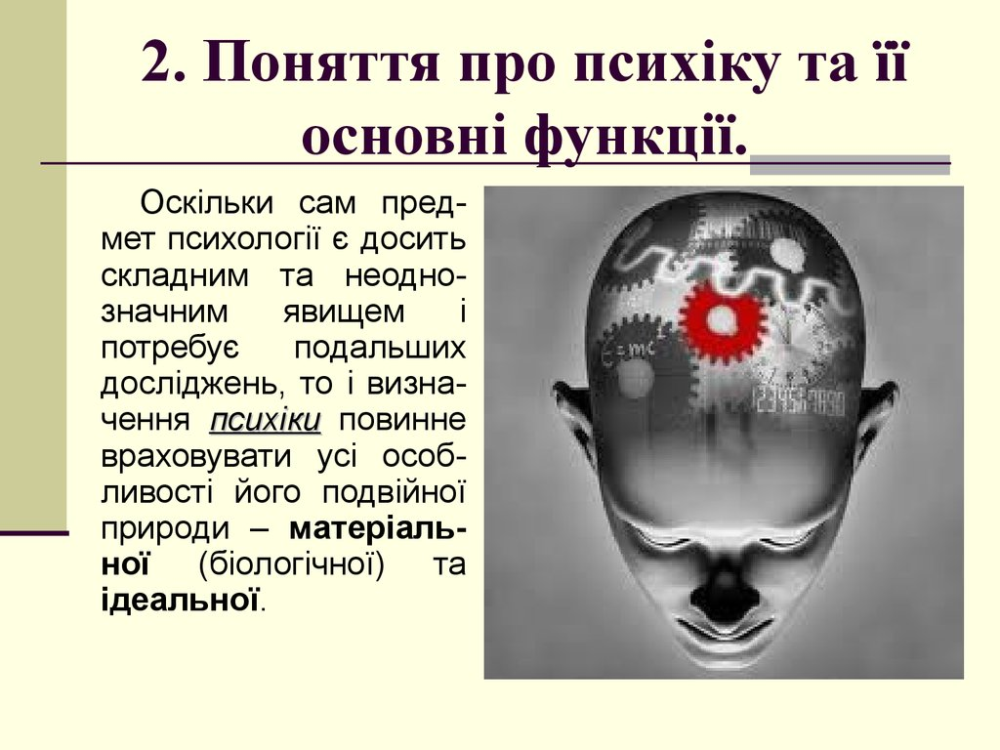 2. Поняття про психіку та її
основні функції.
Оскільки сам пред-
мет психології є досить
складним та неодно-
значним явищем і
потребує подальших
досліджень, то і визна-
чення психіки повинне
враховувати усі особ-
ливості його подвійної
природи – матеріаль-
ної (біологічної) та
ідеальної.